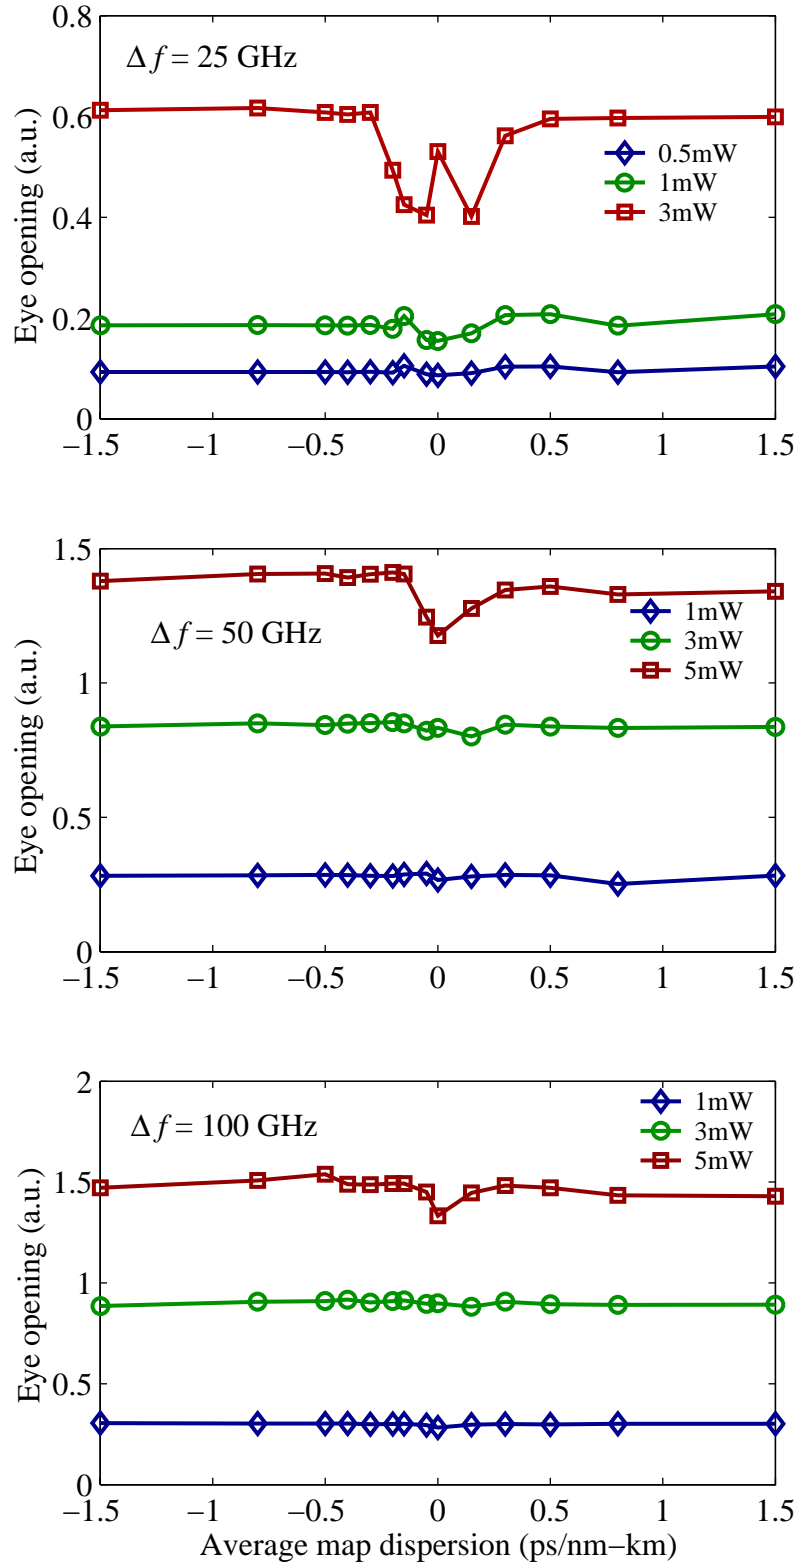 0.8
Δ f = 25 GHz
0.6
0.5mW
1mW
0.4
3mW
0.2
0
Eye opening (a.u.)
−1.5 −1 −0.5 0 0.5 1 1.5
1.5
1mW
Δ f = 50 GHz
3mW
5mW
1
0.5
0
Eye opening (a.u.)
−1.5 −1 −0.5 0 0.5 1 1.5
2
1mW
Δ f = 100 GHz
3mW
5mW
1.5
1
0.5
0
Eye opening (a.u.)
−1.5 −1 −0.5 0 0.5 1 1.5
Average map dispersion (ps/nm−km)